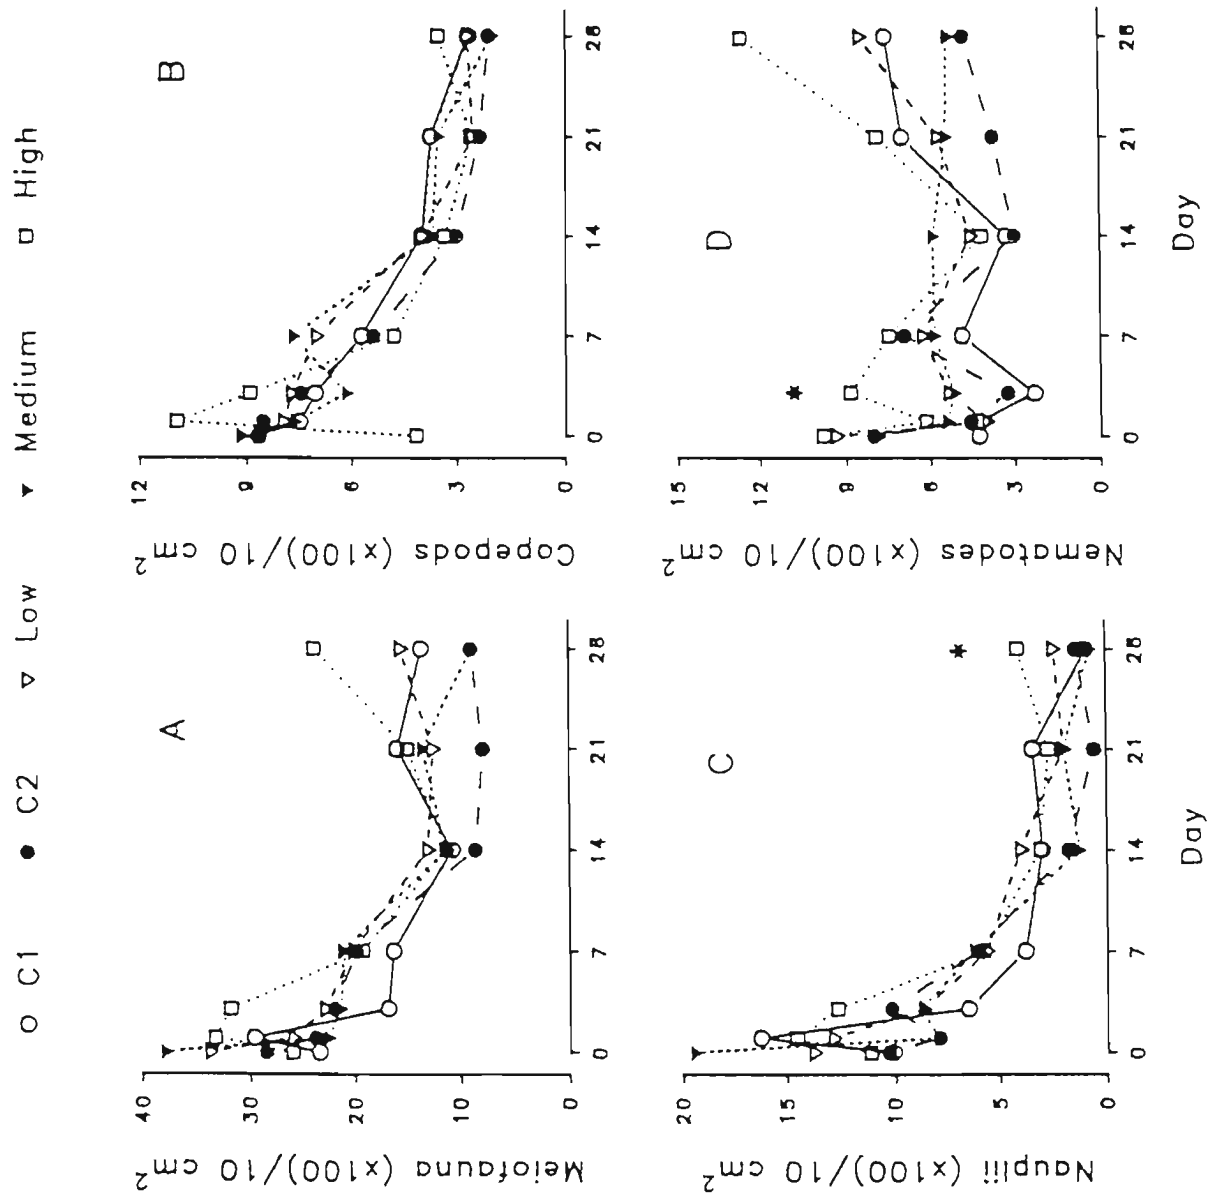 ○ C1 ● C2 ▽ Low ▼ Medium □ High
A
40
30
20
10
0
Meiofauna (x100)/10 cm²
0 7 14 21 28
B
12
9
6
3
0
Copepods (x100)/10 cm²
0 7 14 21 28
C
*
20
15
10
5
0
Nauplii (x100)/10 cm²
0 7 14 21 28
Day
D
*
15
12
9
6
3
0
Nematodes (x100)/10 cm²
0 7 14 21 28
Day